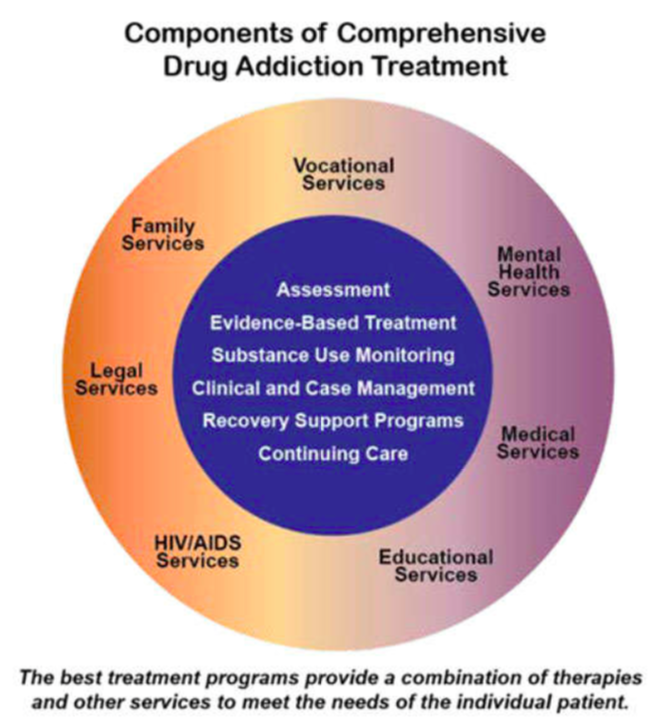 Components of Comprehensive
Drug Addiction Treatment
Vocational
Services
Family
Services
Mental
Health
Services
Assessment
Evidence-Based Treatment
Substance Use Monitoring
Clinical and Case Management
Recovery Support Programs
Continuing Care
Legal
Services
Medical
Services
HIV/AIDS
Services
Educational
Services
The best treatment programs provide a combination of therapies
and other services to meet the needs of the individual patient.